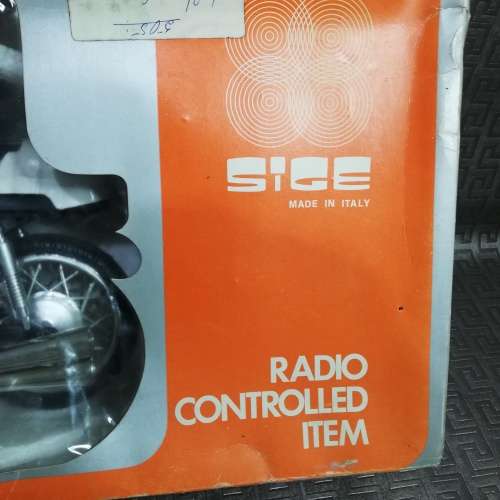 SIGE
MADE IN ITALY
RADIO
CONTROLLED
ITEM